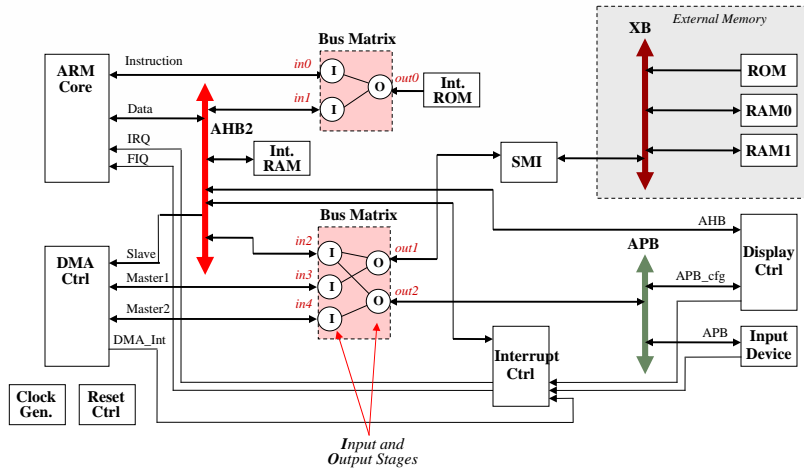 External Memory
Bus Matrix
XB
ARM
Core
Instruction
in0
I
O
out0
Int.
ROM
ROM
in1
I
Data
AHB2
RAM0
IRQ
FIQ
Int.
RAM
SMI
RAM1
Bus Matrix
AHB
DMA
Ctrl
Slave
in2
I
O
out1
APB
Display
Ctrl
Master1
in3
I
O
out2
APB_cfg
Master2
in4
I
APB
Input
Device
DMA_Int
Interrupt
Ctrl
Clock
Gen.
Reset
Ctrl
Input and
Output Stages